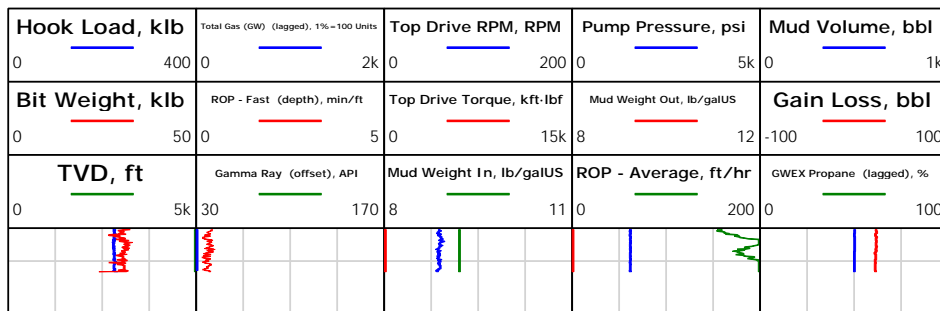 Hook Load, klb
0 400
Total Gas (GW) (lagged), 1%=100 Units
0 2k
Top Drive RPM, RPM
0 200
Pump Pressure, psi
0 5k
Mud Volume, bbl
0 1k
Bit Weight, klb
0 50
ROP - Fast (depth), min/ft
0 5
Top Drive Torque, kft·lbf
0 15k
Mud Weight Out, lb/galUS
8 12
Gain Loss, bbl
-100 100
TVD, ft
0 5k
Gamma Ray (offset), API
30 170
Mud Weight In, lb/galUS
8 11
ROP - Average, ft/hr
0 200
GWEX Propane (lagged), %
0 100